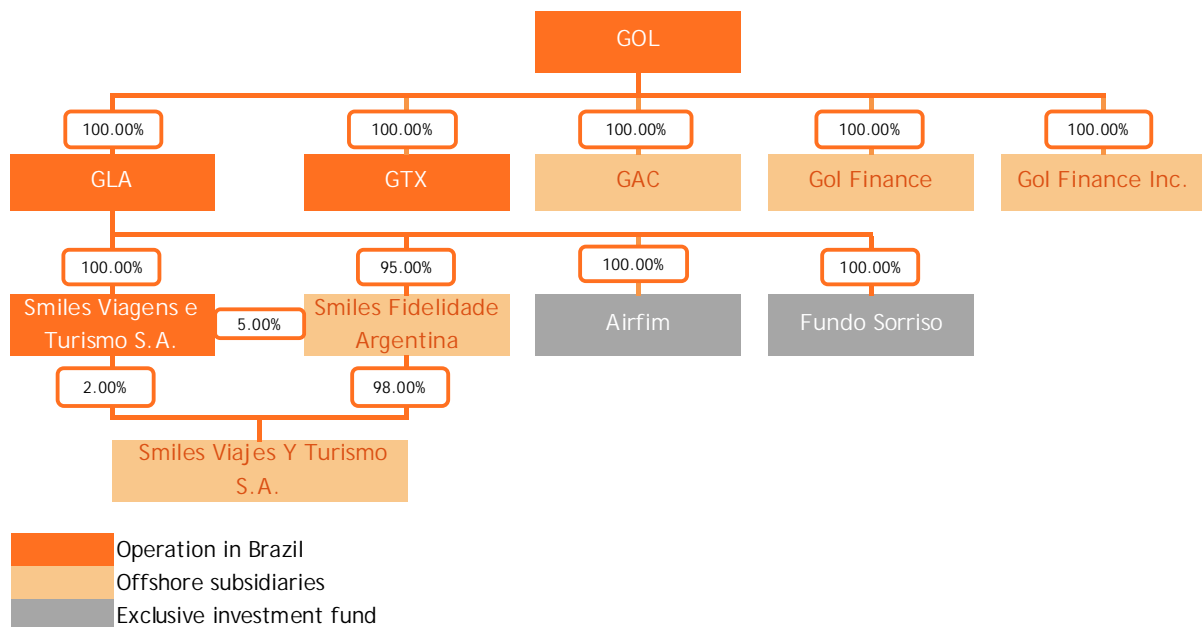 GOL
100.00%
100.00%
100.00%
100.00%
100.00%
GLA
GTX
GAC
Gol Finance
Gol Finance Inc.
100.00%
95.00%
100.00%
100.00%
Smiles Viagens e
Turismo S.A.
5.00%
Smiles Fidelidade
Argentina
Airfim
Fundo Sorriso
2.00%
98.00%
Smiles Viajes Y Turismo
S.A.
Operation in Brazil
Offshore subsidiaries
Exclusive investment fund